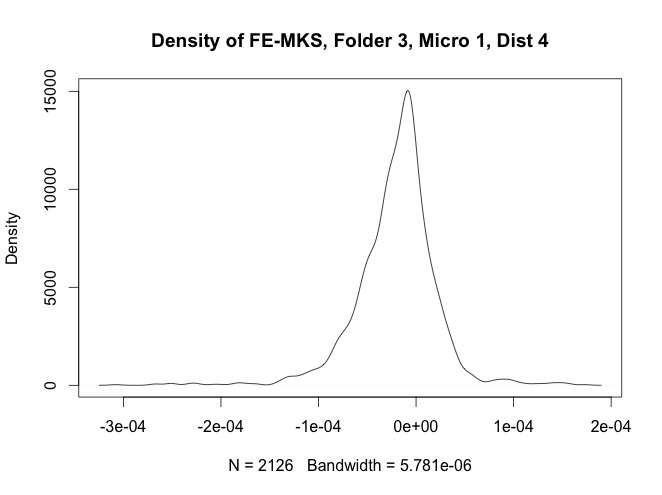 Density of FE-MKS, Folder 3, Micro 1, Dist 4
Density
15000
10000
5000
0
-3e-04 -2e-04 -1e-04 0e+00 1e-04 2e-04
N = 2126 Bandwidth = 5.781e-06